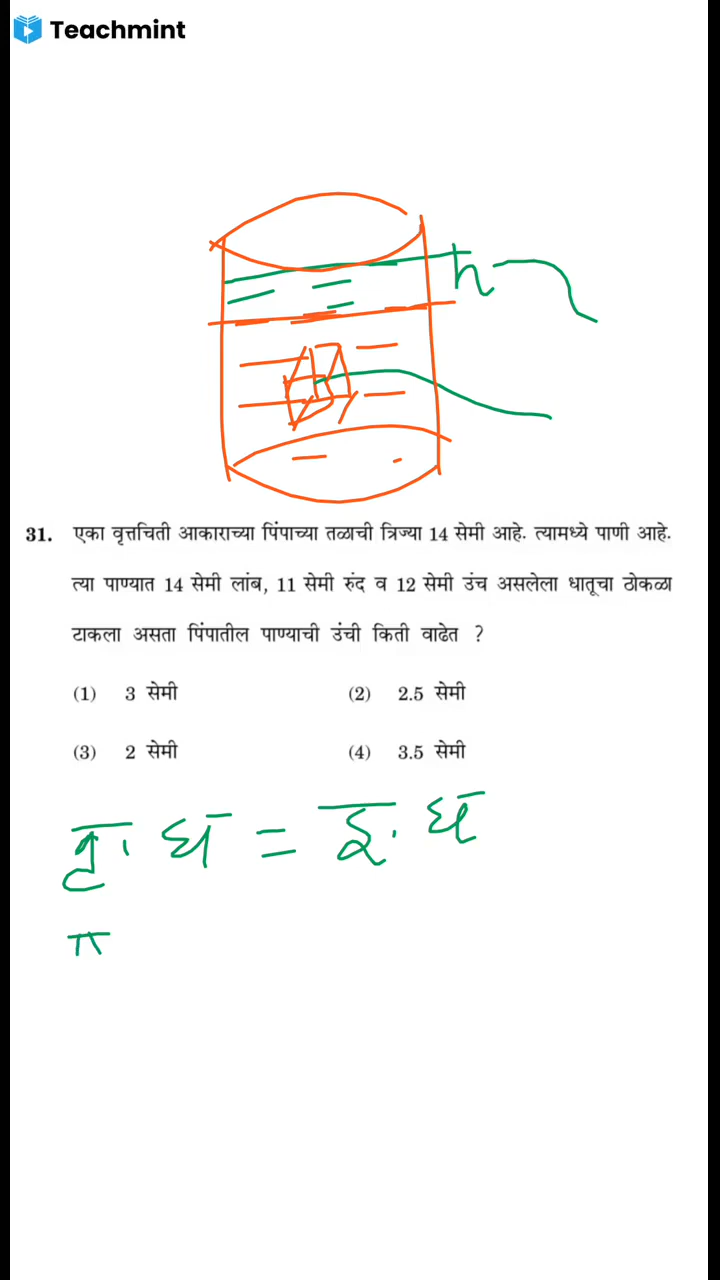 Teachmint
h
31. एका वृत्तचिती आकाराच्या पिंपाच्या तळाची त्रिज्या 14 सेमी आहे. त्यामध्ये पाणी आहे.
त्या पाण्यात 14 सेमी लांब, 11 सेमी रुंद व 12 सेमी उंच असलेला धातूचा ठोकळा
टाकला असता पिंपातील पाण्याची उंची किती वाढेत ?
(1) 3 सेमी (2) 2.5 सेमी
(3) 2 सेमी (4) 3.5 सेमी
वृ. घ = इ. घ
π